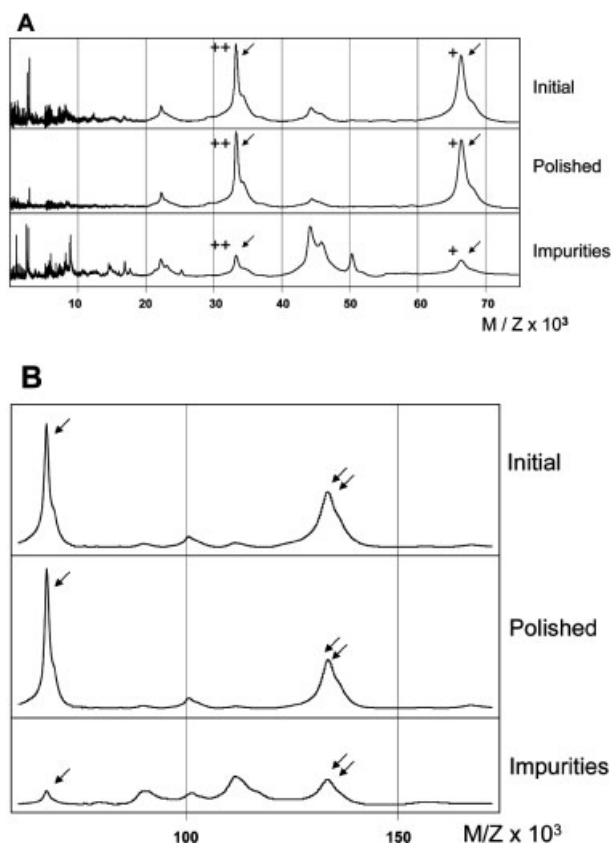 A
++ +
Initial
++ +
Polished
++ +
Impurities
10 20 30 40 50 60 70
M / Z x 10³
B
Initial
Polished
Impurities
100 150
M/Z x 10³